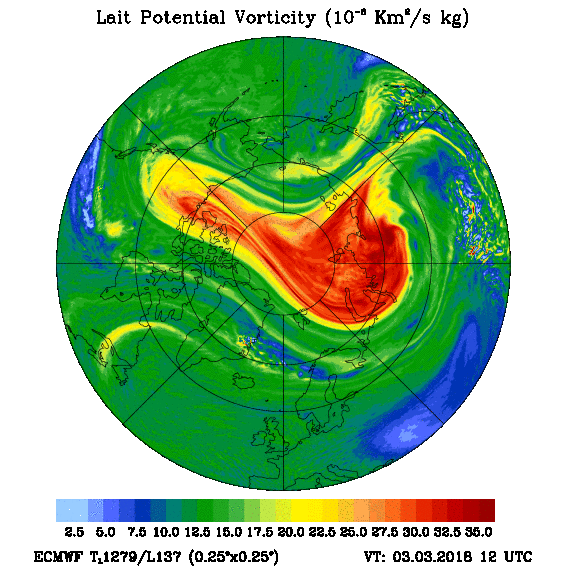 Lait Potential Vorticity (10⁻⁶ Km²/s kg)
2.5 5.0 7.5 10.0 12.5 15.0 17.5 20.0 22.5 25.0 27.5 30.0 32.5 35.0
ECMWF T_L1279/L137 (0.25°x0.25°) VT: 03.03.2018 12 UTC